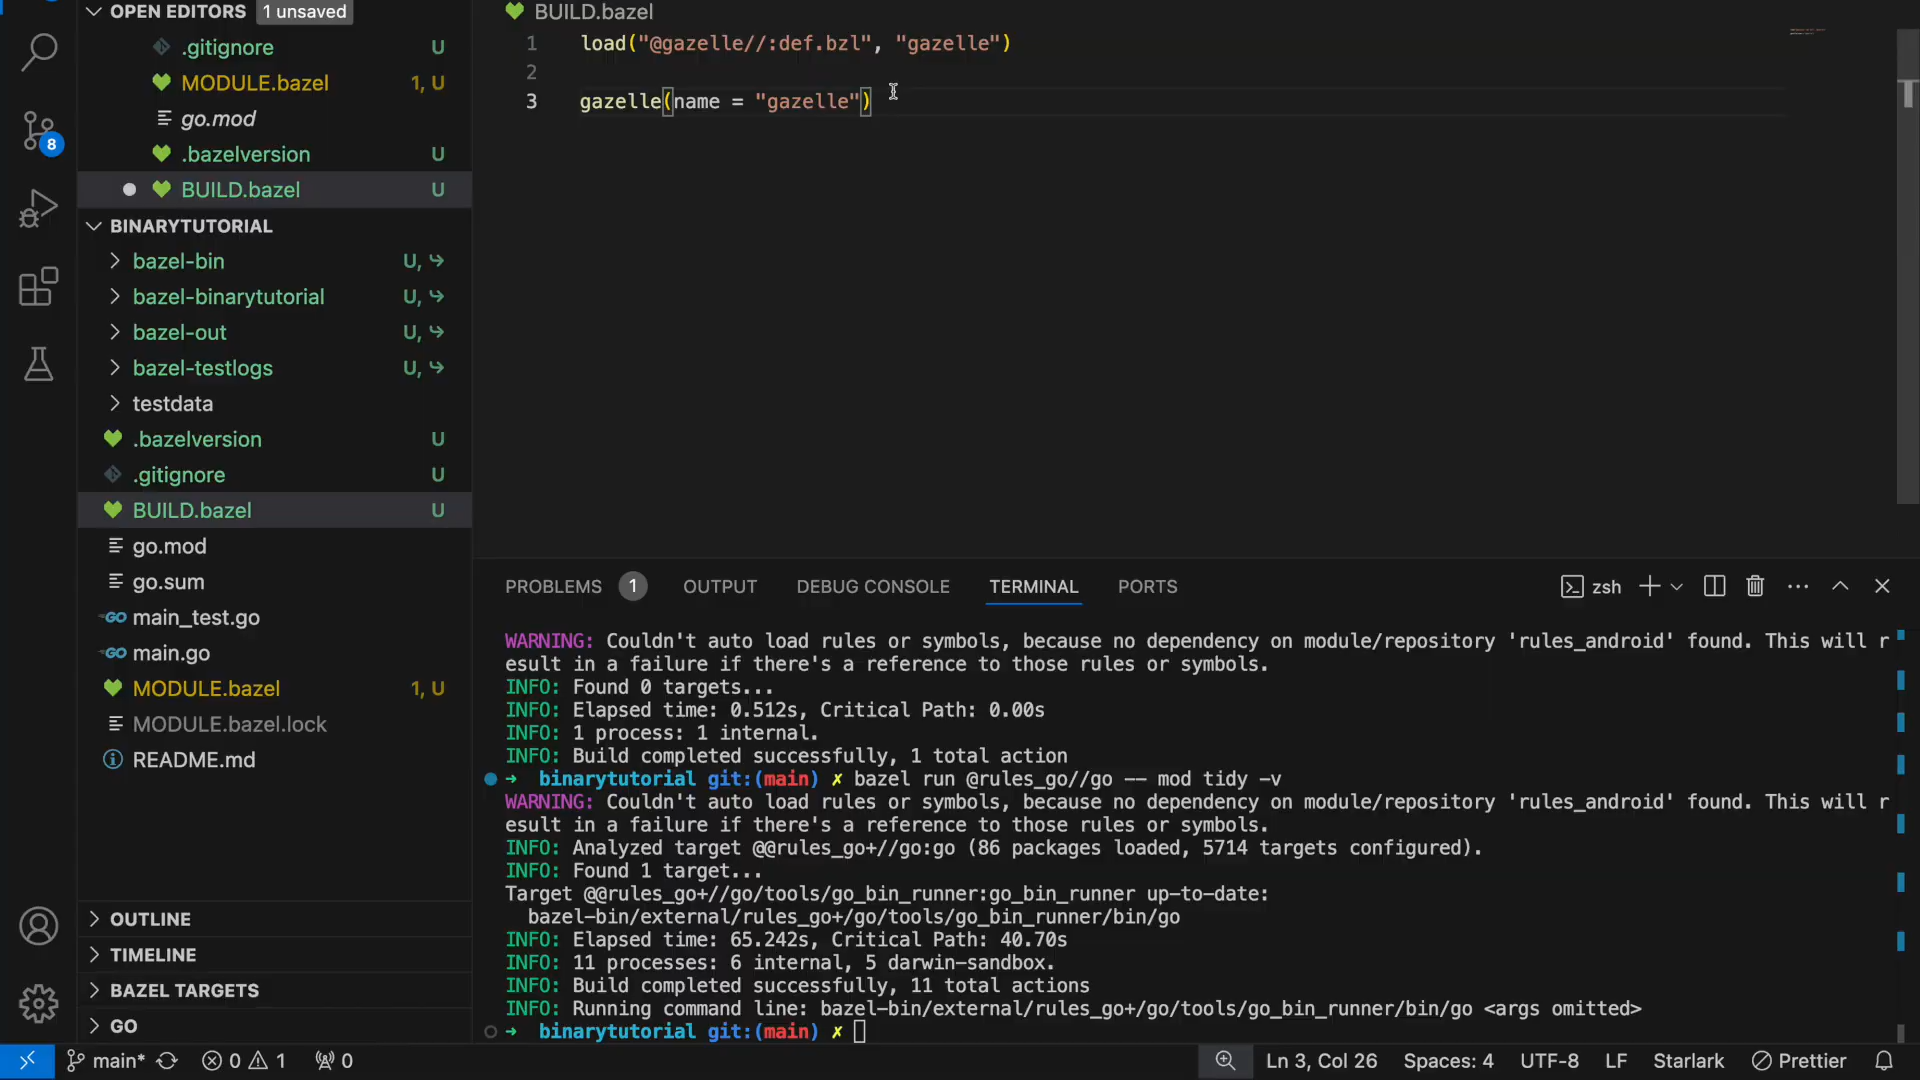 OPEN EDITORS 1 unsaved
.gitignore U
MODULE.bazel 1, U
go.mod
.bazelversion U
BUILD.bazel U
BINARYTUTORIAL
bazel-bin U,
bazel-binarytutorial U,
bazel-out U,
bazel-testlogs U,
testdata
.bazelversion U
.gitignore U
BUILD.bazel U
go.mod
go.sum
GO main_test.go
GO main.go
MODULE.bazel 1, U
MODULE.bazel.lock
README.md
OUTLINE
TIMELINE
BAZEL TARGETS
GO
8
BUILD.bazel
1 load("@gazelle//:def.bzl", "gazelle")
2
3 gazelle(name = "gazelle")
PROBLEMS 1 OUTPUT DEBUG CONSOLE TERMINAL PORTS zsh
WARNING: Couldn't auto load rules or symbols, because no dependency on module/repository 'rules_android' found. This will r
esult in a failure if there's a reference to those rules or symbols.
INFO: Found 0 targets...
INFO: Elapsed time: 0.512s, Critical Path: 0.00s
INFO: 1 process: 1 internal.
INFO: Build completed successfully, 1 total action
➜ binarytutorial git:(main) ✗ bazel run @rules_go//go -- mod tidy -v
WARNING: Couldn't auto load rules or symbols, because no dependency on module/repository 'rules_android' found. This will r
esult in a failure if there's a reference to those rules or symbols.
INFO: Analyzed target @@rules_go+//go:go (86 packages loaded, 5714 targets configured).
INFO: Found 1 target...
Target @@rules_go+//go/tools/go_bin_runner:go_bin_runner up-to-date:
bazel-bin/external/rules_go+/go/tools/go_bin_runner/bin/go
INFO: Elapsed time: 65.242s, Critical Path: 40.70s
INFO: 11 processes: 6 internal, 5 darwin-sandbox.
INFO: Build completed successfully, 11 total actions
INFO: Running command line: bazel-bin/external/rules_go+/go/tools/go_bin_runner/bin/go <args omitted>
➜ binarytutorial git:(main) ✗
main* 0 1 0 Ln 3, Col 26 Spaces: 4 UTF-8 LF Starlark Prettier